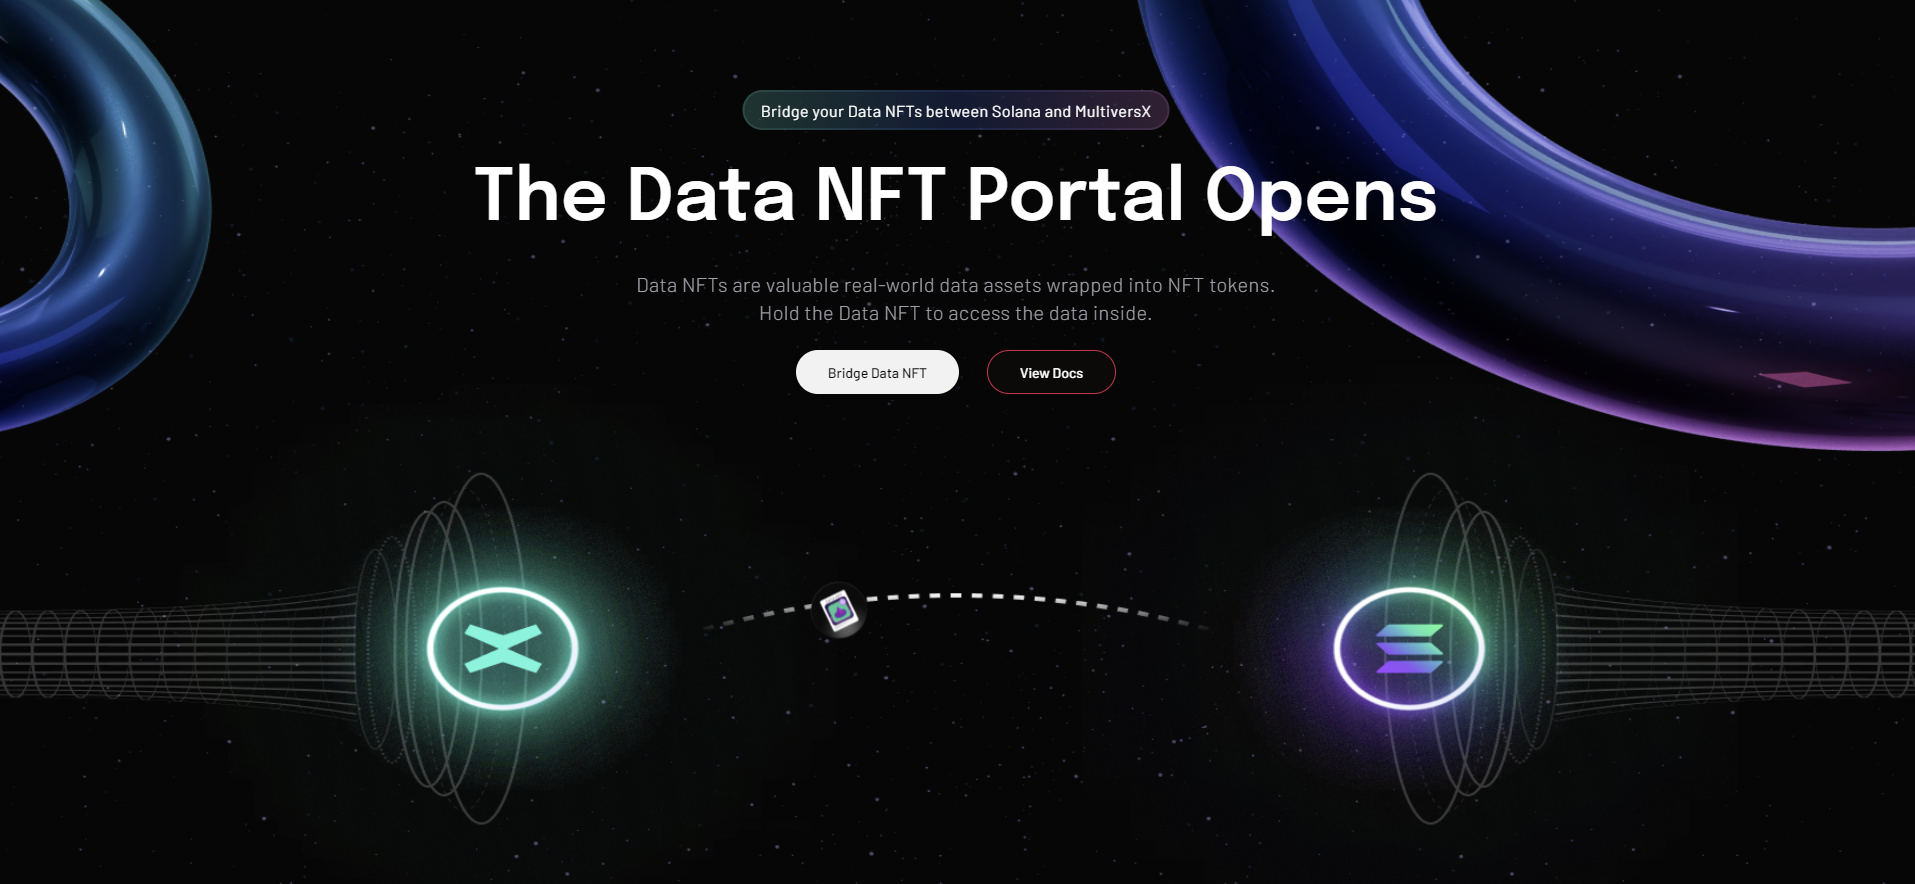 Bridge your Data NFTs between Solana and MultiversX
The Data NFT Portal Opens
Data NFTs are valuable real-world data assets wrapped into NFT tokens.
Hold the Data NFT to access the data inside.
Bridge Data NFT
View Docs